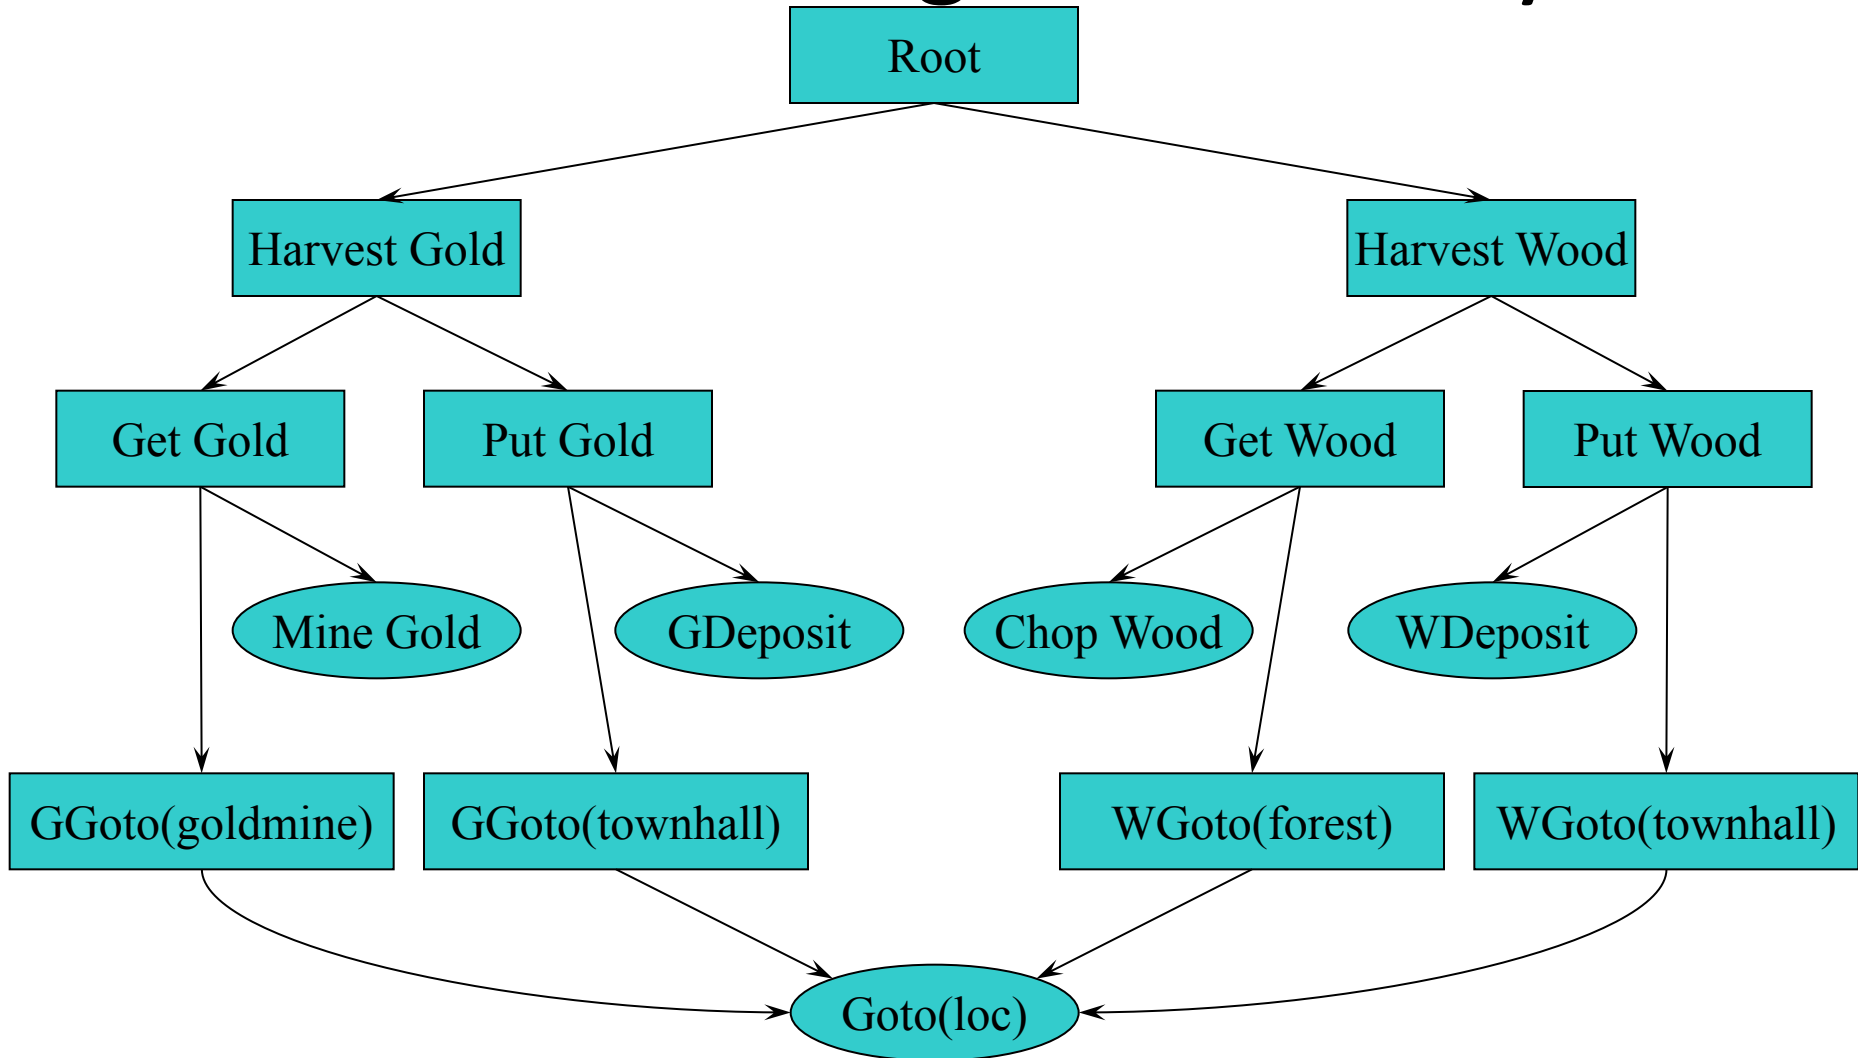 Root
Harvest Gold
Harvest Wood
Get Gold
Put Gold
Get Wood
Put Wood
Mine Gold
GDeposit
Chop Wood
WDeposit
GGoto(goldmine)
GGoto(townhall)
WGoto(forest)
WGoto(townhall)
Goto(loc)